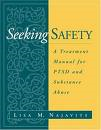 Seeking
SAFETY
A Treatment
Manual for
PTSD and
Substance
Abuse
LISA M. NAJAVITS